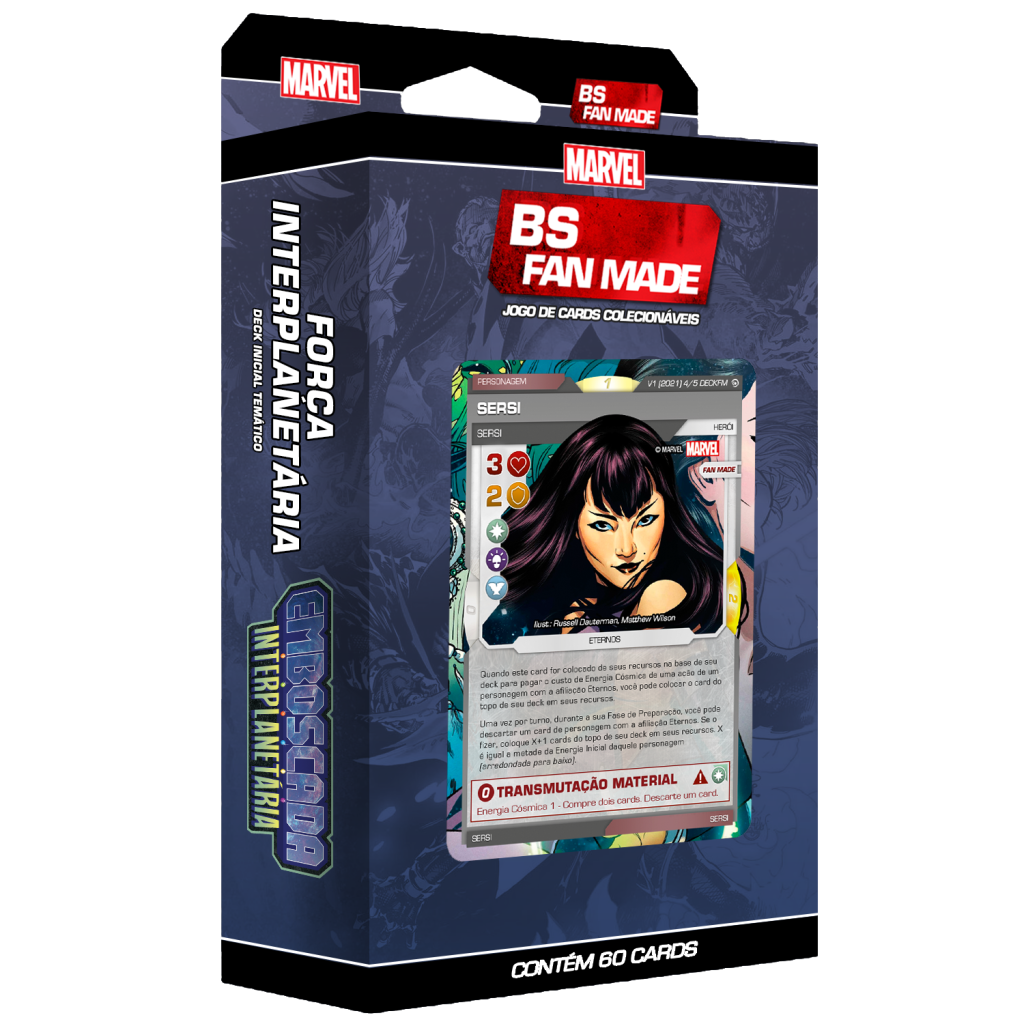 MARVEL
BS
FAN MADE
MARVEL
BS
FAN MADE
JOGO DE CARDS COLECIONÁVEIS
FORÇA
INTERPLANETÁRIA
DECK INICIAL TEMÁTICO
EMBOSCADA
INTERPLANETÁRIA
PERSONAGEM
1
V1 [2021] 4/5 DECKFM
SERSI
SERSI
HERÓI
© MARVEL MARVEL
FAN MADE
3
2
0
2
Ilust.: Russell Dauterman, Matthew Wilson
ETERNOS
Quando este card for colocado de seus recursos na base de seu
deck para pagar o custo de Energia Cósmica de uma ação de um
personagem com a afiliação Eternos, você pode colocar o card do
topo de seu deck em seus recursos.
Uma vez por turno, durante a sua Fase de Preparação, você pode
descartar um card de personagem com a afiliação Eternos. Se o
fizer, coloque X+1 cards do topo de seu deck em seus recursos. X
é igual a metade da Energia Inicial daquele personagem
(arredondada para baixo).
0 TRANSMUTAÇÃO MATERIAL
Energia Cósmica 1 - Compre dois cards. Descarte um card.
SERSI
SERSI
CONTÉM 60 CARDS